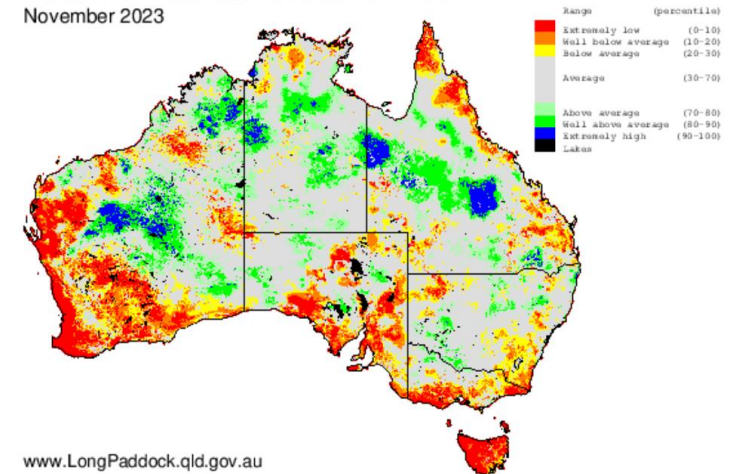 November 2023
Range (percentile)
Extremely low (0-10)
Well below average (10-20)
Below average (20-30)
Average (30-70)
Above average (70-80)
Well above average (80-90)
Extremely high (90-100)
Lakes
www.LongPaddock.qld.gov.au